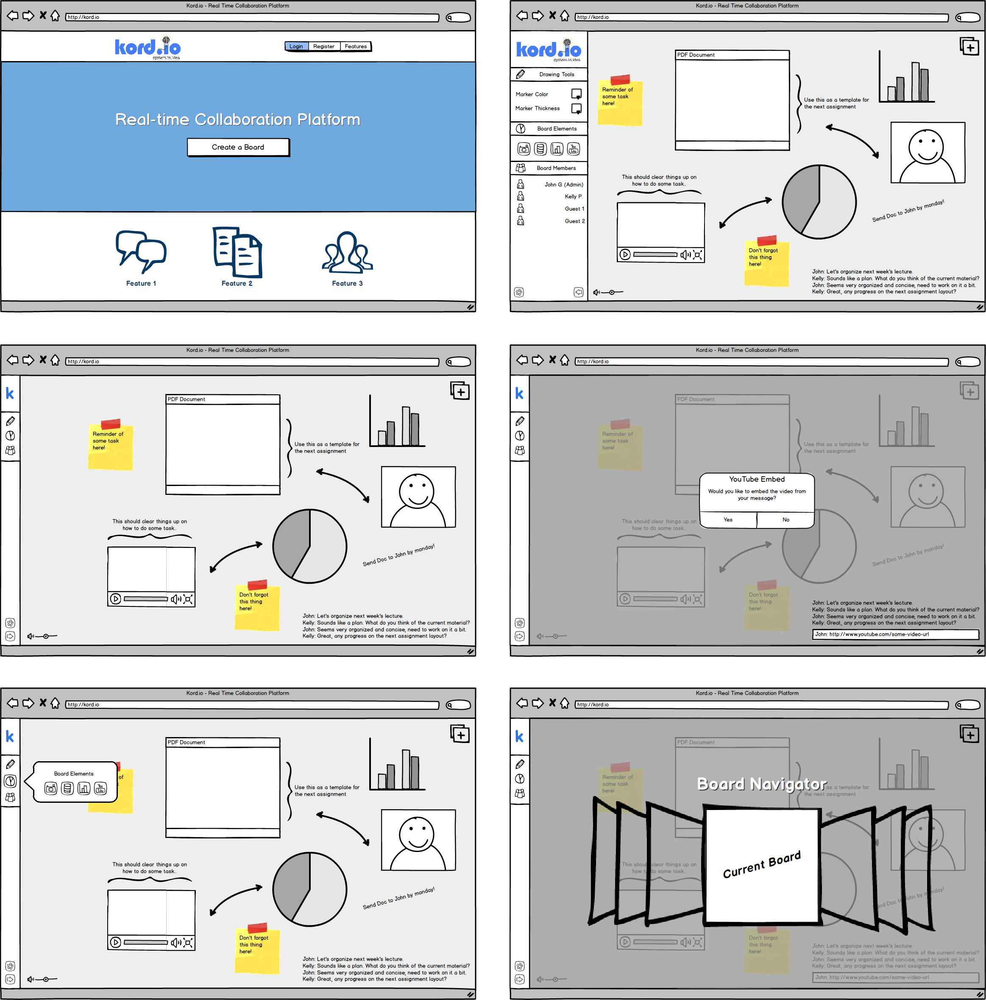 Kord.io - Real Time Collaboration Platform
http://kord.io
kord.io
system.in.idea
Login Register Features
Real-time Collaboration Platform
Create a Board
Feature 1 Feature 2 Feature 3
Kord.io - Real Time Collaboration Platform
http://kord.io
kord.io
system.in.idea
Drawing Tools
Marker Color
Marker Thickness
Board Elements
You
Tube
Board Members
John G. (Admin)
Kelly P.
Guest 1
Guest 2
PDF Document
Reminder of
some task
here!
Use this as a template for
the next assignment
This should clear things up on
how to do some task..
Send Doc to John by monday!
Don't forgot
this thing
here!
John: Let's organize next week's lecture.
Kelly: Sounds like a plan. What do you think of the current material?
John: Seems very organized and concise, need to work on it a bit.
Kelly: Great, any progress on the next assignment layout?
Kord.io - Real Time Collaboration Platform
http://kord.io
k
PDF Document
Reminder of
some task
here!
Use this as a template for
the next assignment
This should clear things up on
how to do some task..
Send Doc to John by monday!
Don't forgot
this thing
here!
John: Let's organize next week's lecture.
Kelly: Sounds like a plan. What do you think of the current material?
John: Seems very organized and concise, need to work on it a bit.
Kelly: Great, any progress on the next assignment layout?
Kord.io - Real Time Collaboration Platform
http://kord.io
k
PDF Document
Reminder of
some task
here!
Use this as a template for
the next assignment
YouTube Embed
Would you like to embed the video from
your message?
Yes No
This should clear things up on
how to do some task..
Send Doc to John by monday!
Don't forgot
this thing
here!
John: Let's organize next week's lecture.
Kelly: Sounds like a plan. What do you think of the current material?
John: Seems very organized and concise, need to work on it a bit.
Kelly: Great, any progress on the next assignment layout?
John: http://www.youtube.com/some-video-url
Kord.io - Real Time Collaboration Platform
http://kord.io
k
PDF Document
Board Elements
You
Tube
of
Use this as a template for
the next assignment
This should clear things up on
how to do some task..
Send Doc to John by monday!
Don't forgot
this thing
here!
John: Let's organize next week's lecture.
Kelly: Sounds like a plan. What do you think of the current material?
John: Seems very organized and concise, need to work on it a bit.
Kelly: Great, any progress on the next assignment layout?
Kord.io - Real Time Collaboration Platform
http://kord.io
k
PDF Document
Reminder of
some task
here!
Board Navigator
as a template for
the next assignment
Current Board
This should clear things up on
how to do some task..
Send Doc to John by monday!
Don't forgot
this thing
here!
John: Let's organize next week's lecture.
Kelly: Sounds like a plan. What do you think of the current material?
John: Seems very organized and concise, need to work on it a bit.
Kelly: Great, any progress on the next assignment layout?
John: http://www.youtube.com/some-video-url